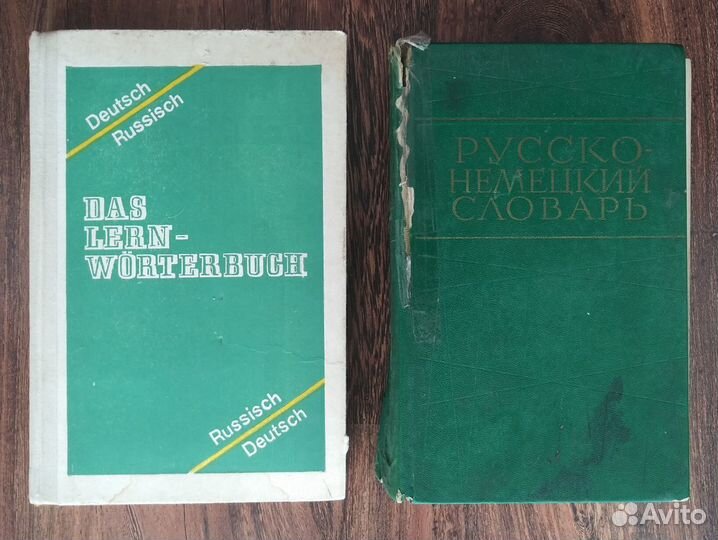 Deutsch
Russisch
DAS
LERN-
WÖRTERBUCH
Russisch
Deutsch
РУССКО-
НЕМЕЦКИЙ
СЛОВАРЬ
Avito